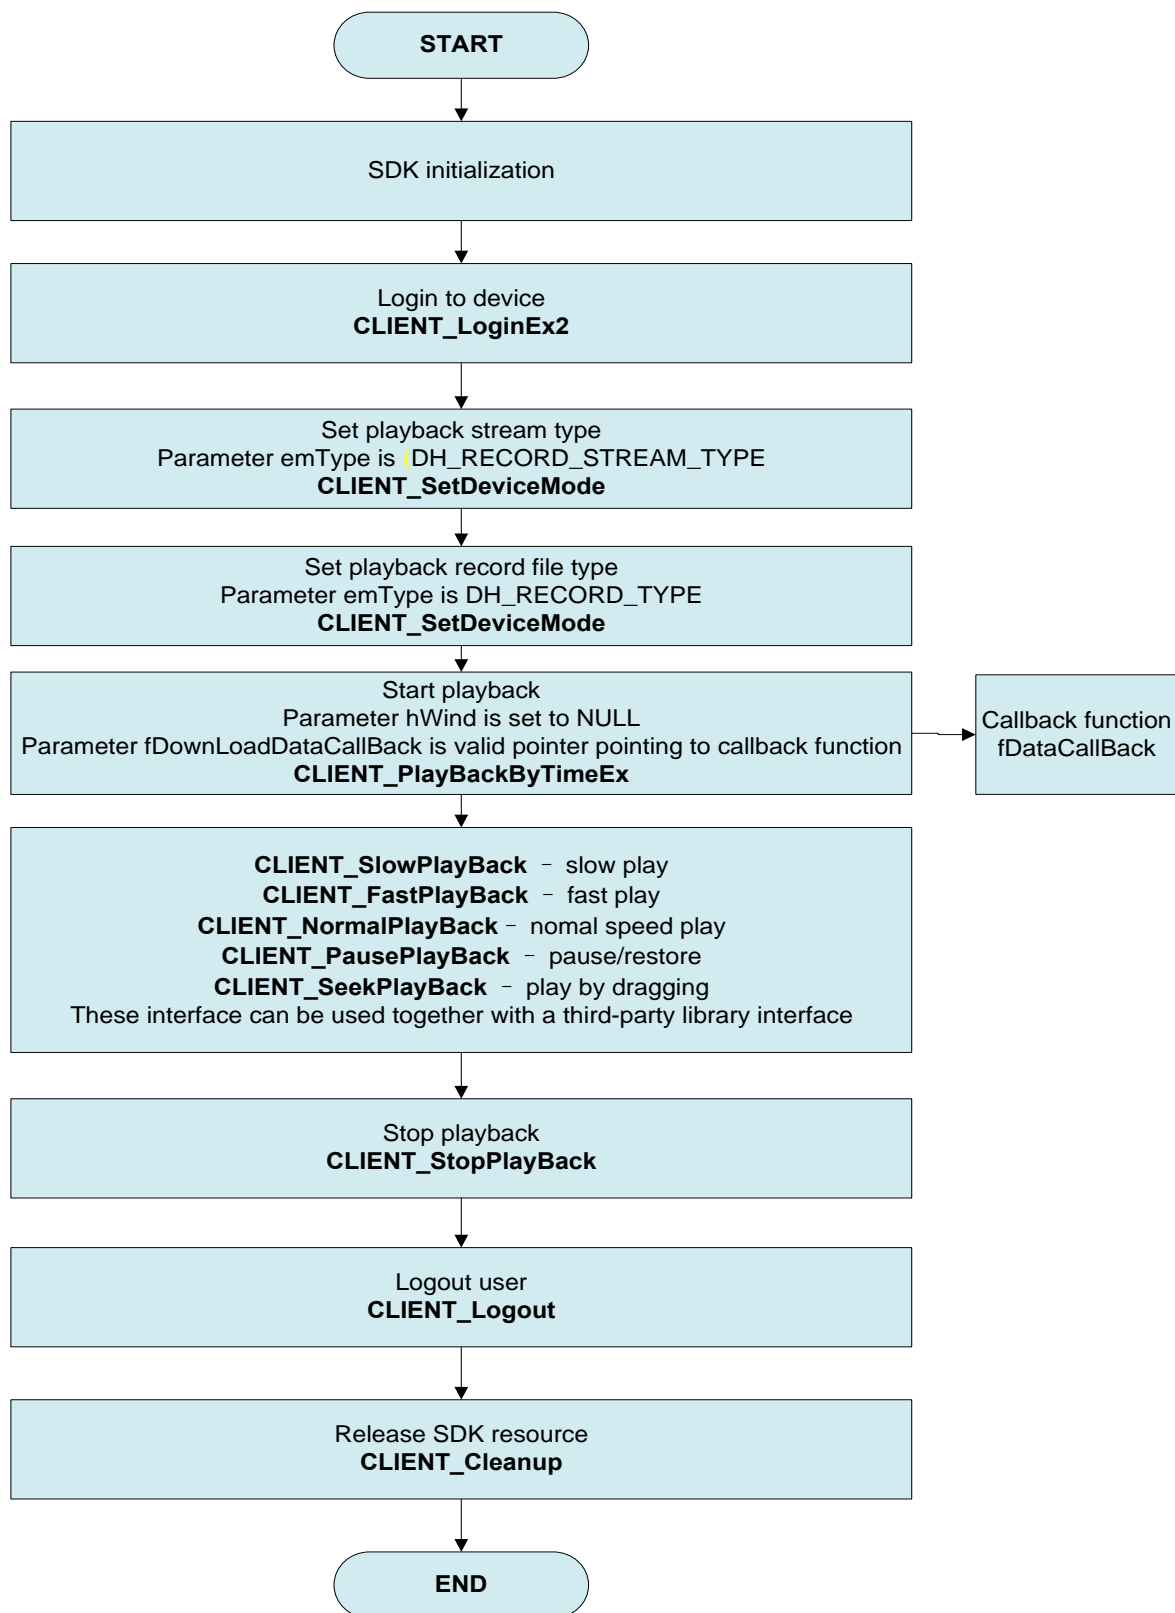 START
SDK initialization
Login to device
CLIENT_LoginEx2
Set playback stream type
Parameter emType is (DH_RECORD_STREAM_TYPE
CLIENT_SetDeviceMode
Set playback record file type
Parameter emType is DH_RECORD_TYPE
CLIENT_SetDeviceMode
Start playback
Parameter hWind is set to NULL
Parameter fDownLoadDataCallBack is valid pointer pointing to callback function
CLIENT_PlayBackByTimeEx
Callback function
fDataCallBack
CLIENT_SlowPlayBack – slow play
CLIENT_FastPlayBack – fast play
CLIENT_NormalPlayBack – nomal speed play
CLIENT_PausePlayBack – pause/restore
CLIENT_SeekPlayBack – play by dragging
These interface can be used together with a third-party library interface
Stop playback
CLIENT_StopPlayBack
Logout user
CLIENT_Logout
Release SDK resource
CLIENT_Cleanup
END